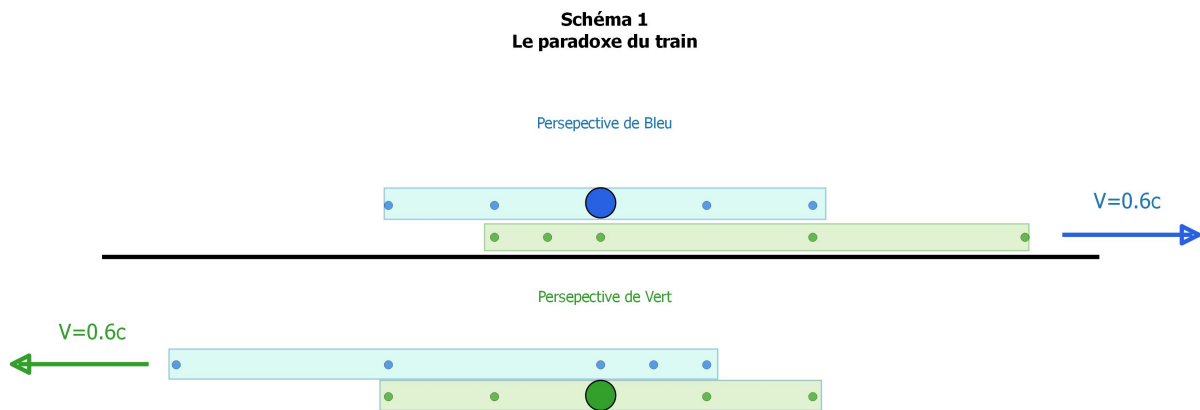 Schéma 1
Le paradoxe du train
Persepective de Bleu
V=0.6c
Persepective de Vert
V=0.6c